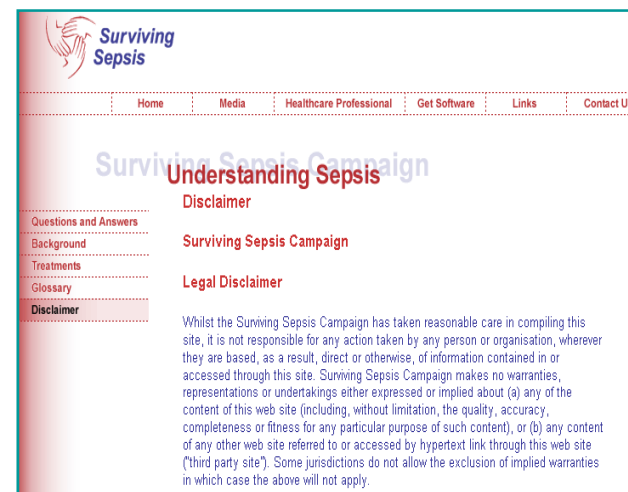 Surviving
Sepsis
Home Media Healthcare Professional Get Software Links Contact U
Surviving Sepsis Campaign
Understanding Sepsis
Disclaimer
Questions and Answers
Background
Treatments
Glossary
Disclaimer
Surviving Sepsis Campaign
Legal Disclaimer
Whilst the Surviving Sepsis Campaign has taken reasonable care in compiling this
site, it is not responsible for any action taken by any person or organisation, wherever
they are based, as a result, direct or otherwise, of information contained in or
accessed through this site. Surviving Sepsis Campaign makes no warranties,
representations or undertakings either expressed or implied about (a) any of the
content of this web site (including, without limitation, the quality, accuracy,
completeness or fitness for any particular purpose of such content), or (b) any content
of any other web site referred to or accessed by hypertext link through this web site
("third party site"). Some jurisdictions do not allow the exclusion of implied warranties
in which case the above will not apply.